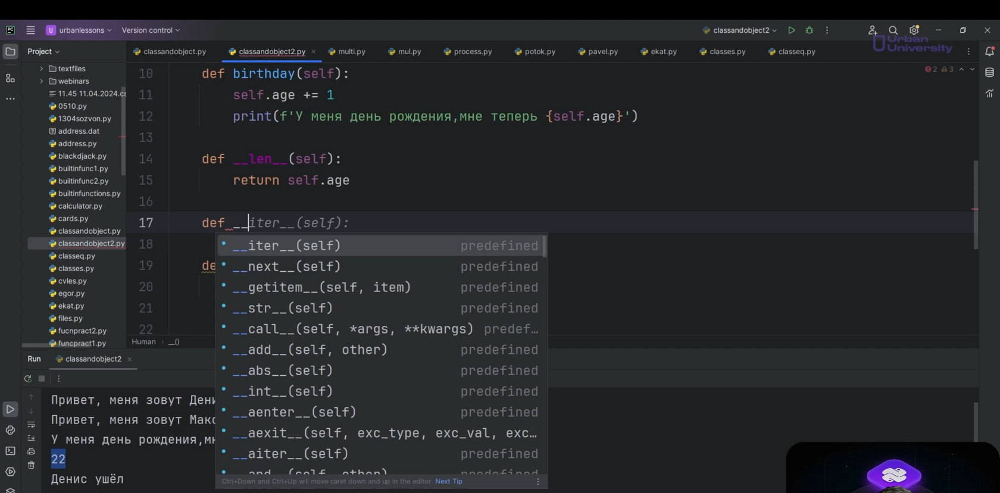 PC
U urbanlessons
Version control
classandobject2
Urban
University
Project
classandobject.py
classandobject2.py
multi.py
mul.py
process.py
potok.py
pavel.py
ekat.py
classes.py
classeq.py
textfiles
webinars
11.45 11.04.2024.cs
0510.py
1304sozvon.py
address.dat
address.py
blackdjack.py
builtinfunc1.py
builtinfunc2.py
builtinfunctions.py
calculator.py
cards.py
classandobject.py
classandobject2.py
classeq.py
classes.py
cvles.py
egor.py
ekat.py
files.py
fucnpract2.py
funcpract1.py
2 3
10 def birthday(self):
11 self.age += 1
12 print(f'У меня день рождения,мне теперь {self.age}')
13
14 def __len__(self):
15 return self.age
16
17 def __iter__(self):
18
19 de
20
21
22
__iter__(self) predefined
__next__(self) predefined
__getitem__(self, item) predefined
__str__(self) predefined
__call__(self, *args, **kwargs) predef…
__add__(self, other) predefined
__abs__(self) predefined
__int__(self) predefined
__aenter__(self) predefined
__aexit__(self, exc_type, exc_val, exc…
__aiter__(self) predefined
__and__(self, other) predefined
Ctrl+Down and Ctrl+Up will move caret down and up in the editor Next Tip
Human __()
Run classandobject2
Привет, меня зовут Дени
Привет, меня зовут Макс
У меня день рождения,мн
22
Денис ушёл